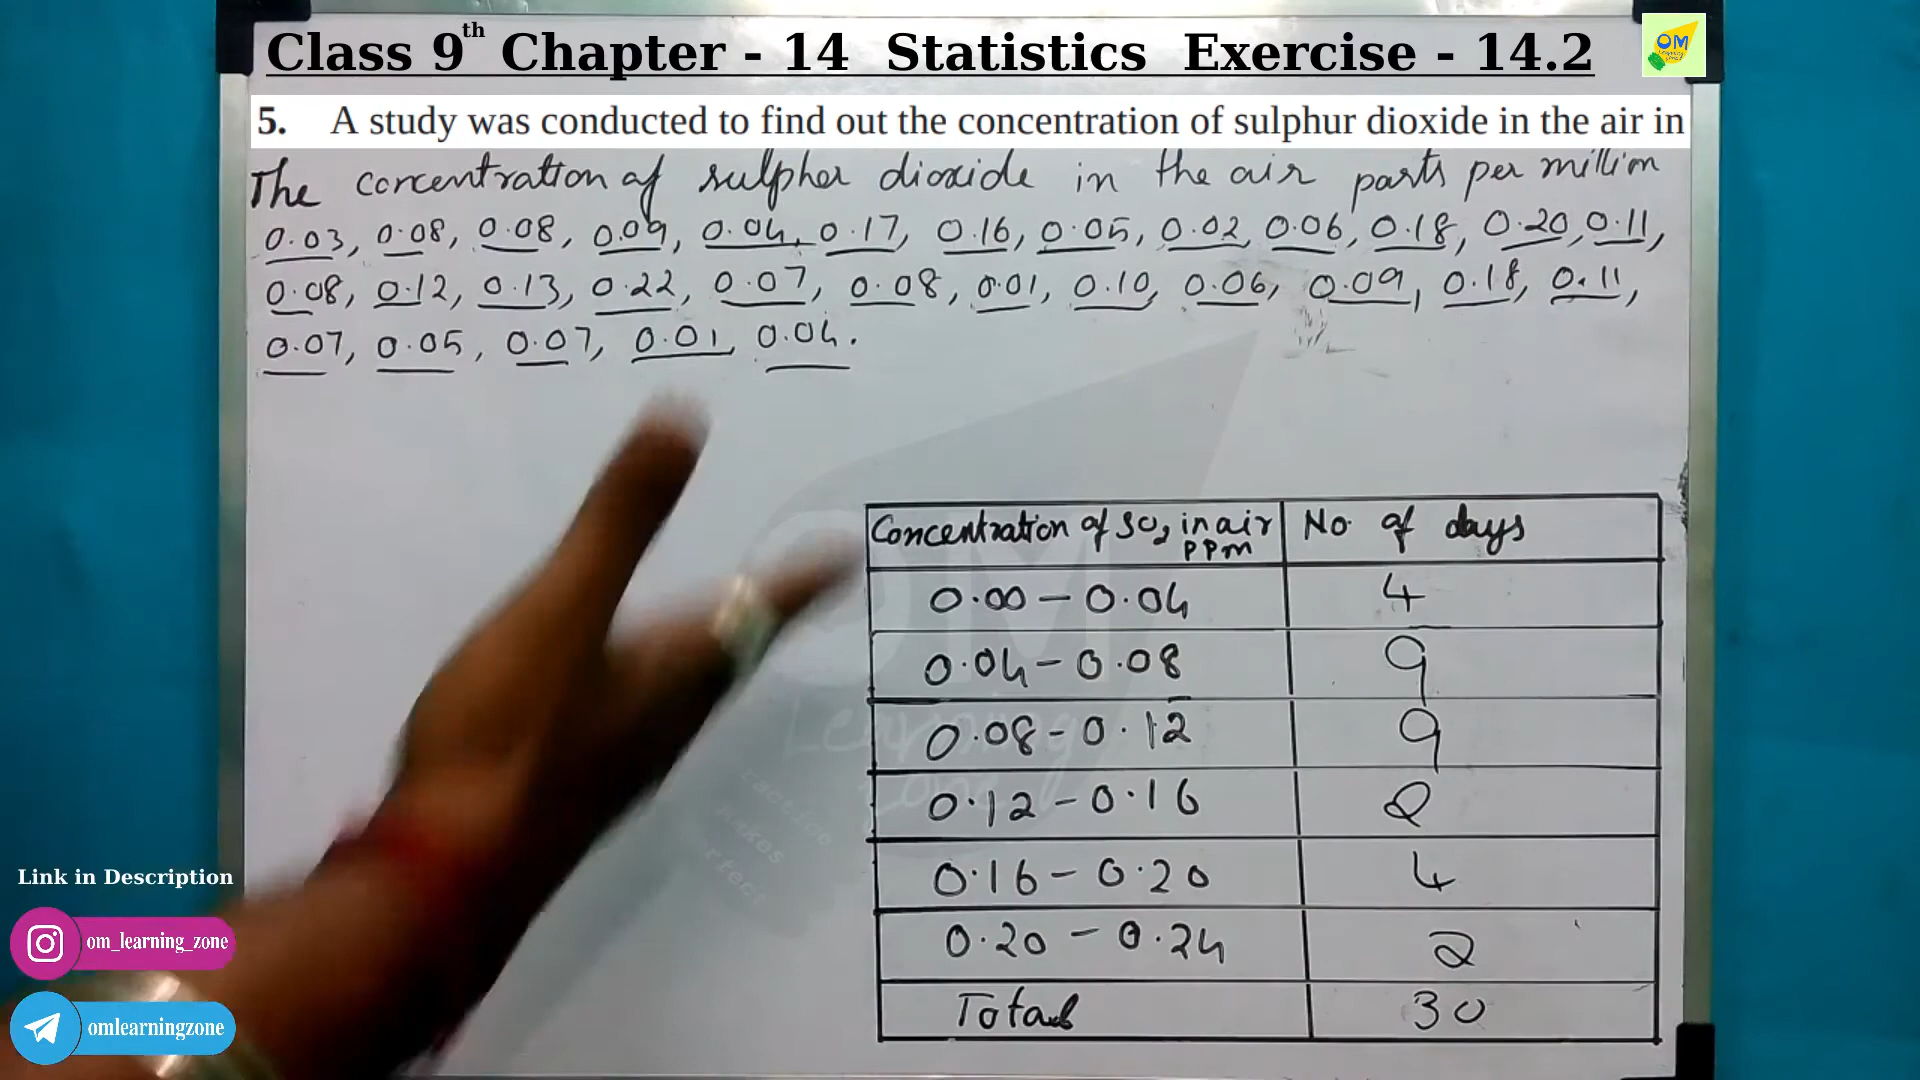 Class 9th Chapter - 14 Statistics Exercise - 14.2
OM
5. A study was conducted to find out the concentration of sulphur dioxide in the air in
The concentration of sulpher dioxide in the air parts per million
0.03, 0.08, 0.08, 0.09, 0.04, 0.17, 0.16, 0.05, 0.02, 0.06, 0.18, 0.20, 0.11,
0.08, 0.12, 0.13, 0.22, 0.07, 0.08, 0.01, 0.10, 0.06, 0.09, 0.18, 0.11,
0.07, 0.05, 0.07, 0.01, 0.04.
Concentration of SO2 in air ppm No. of days
0.00 - 0.04 4
0.04 - 0.08 9
0.08 - 0.12 9
0.12 - 0.16 2
0.16 - 0.20 4
0.20 - 0.24 2
Total 30
OM
Learning
Zone
Link in Description
om_learning_zone
omlearningzone